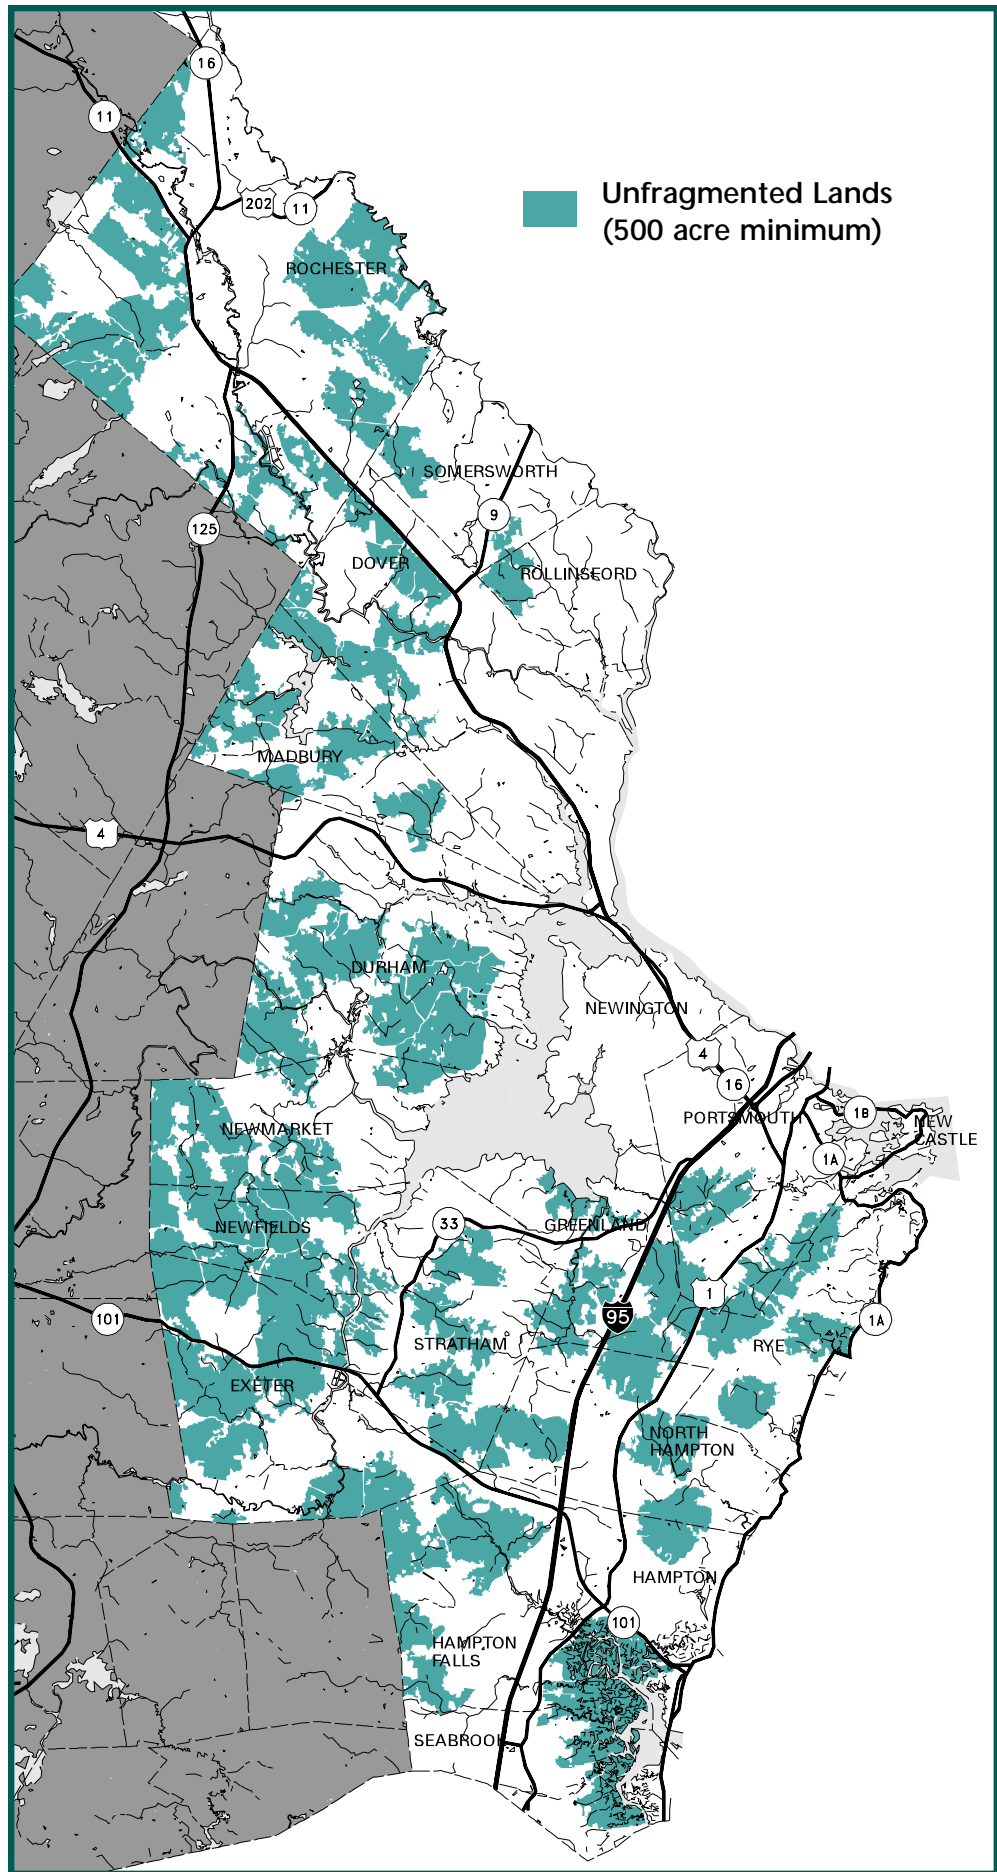 16
11
202
11
Unfragmented Lands
(500 acre minimum)
ROCHESTER
SOMERSWORTH
9
125
DOVER
ROLLINSFORD
MADBURY
4
DURHAM
NEWINGTON
4
16
PORTSMOUTH
1B
NEW
CASTLE
NEWMARKET
1A
33
GREENLAND
NEWFIELDS
1
101
95
1A
STRATHAM
RYE
EXETER
NORTH
HAMPTON
HAMPTON
101
HAMPTON
FALLS
SEABROOK